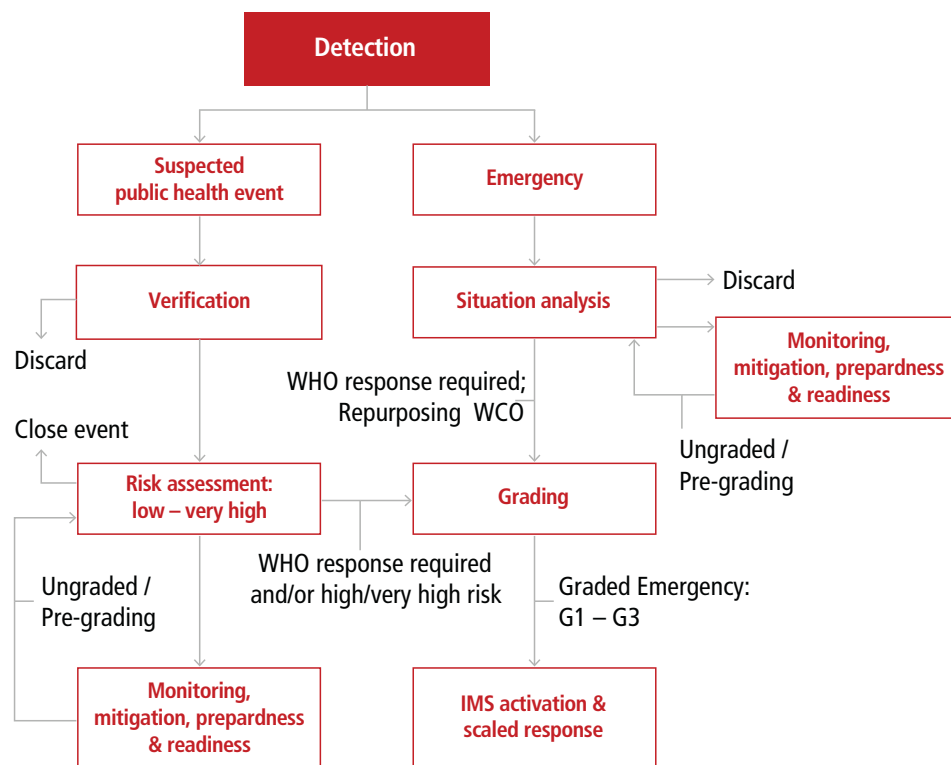 Detection
Suspected
public health event
Emergency
Verification
Situation analysis
Discard
Discard
Monitoring,
mitigation, prepardness
& readiness
WHO response required;
Repurposing WCO
Close event
Ungraded /
Pre-grading
Risk assessment:
low – very high
Grading
WHO response required
and/or high/very high risk
Ungraded /
Pre-grading
Graded Emergency:
G1 – G3
Monitoring,
mitigation, prepardness
& readiness
IMS activation &
scaled response